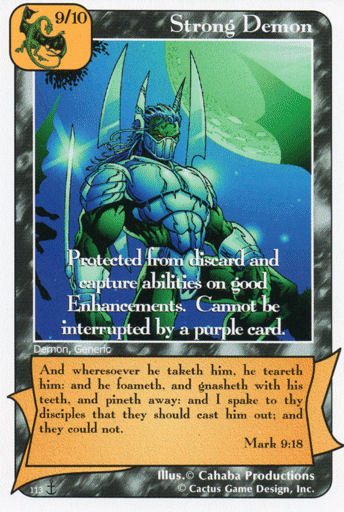 9/10
Strong Demon
Protected from discard and
capture abilities on good
Enhancements. Cannot be
interrupted by a purple card.
Demon, Generic
And wheresoever he taketh him, he teareth
him: and he foameth, and gnasheth with his
teeth, and pineth away: and I spake to thy
disciples that they should cast him out; and
they could not.
Mark 9:18
Illus.© Cahaba Productions
113
© Cactus Game Design, Inc.